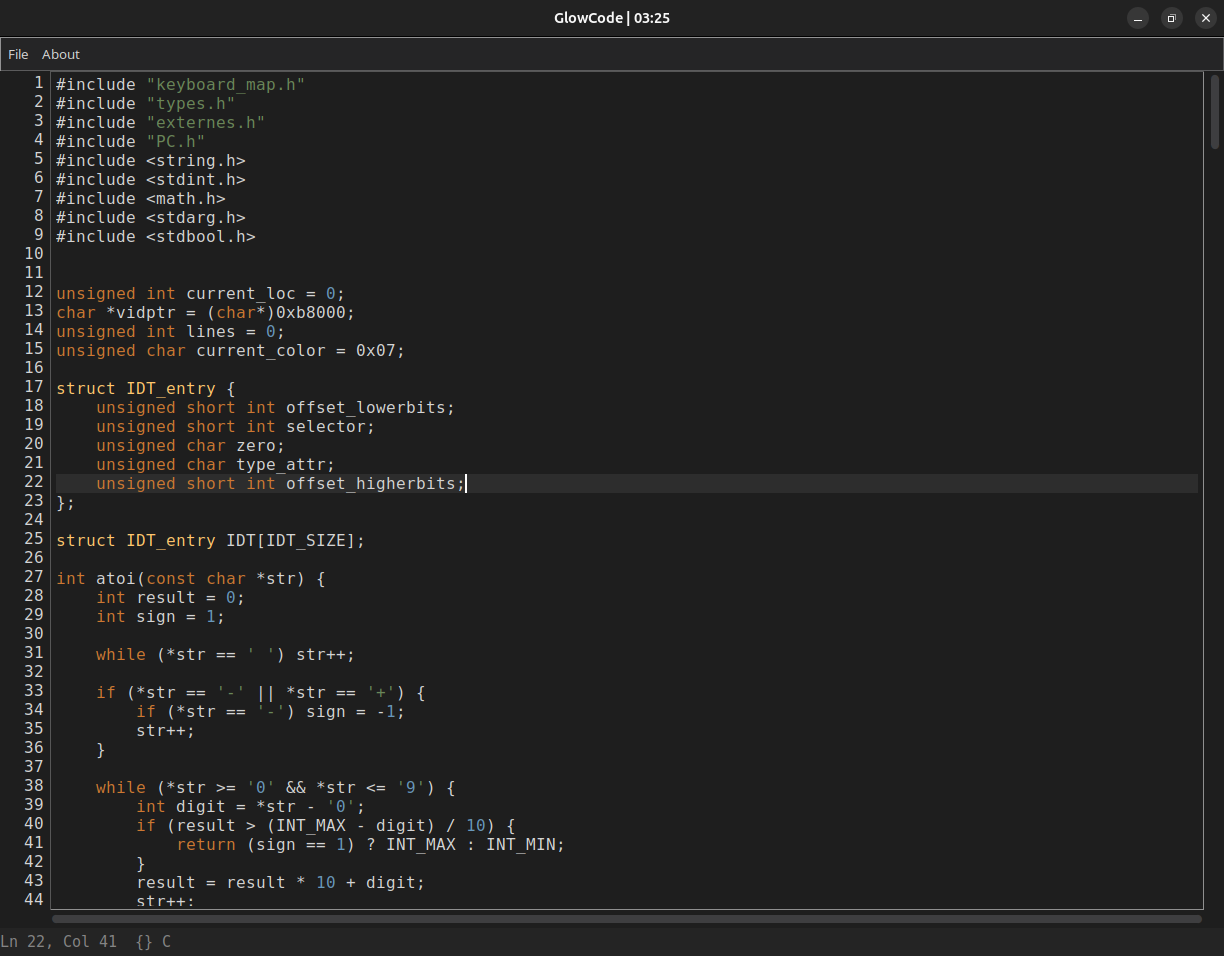 GlowCode | 03:25
File About
1 #include "keyboard_map.h"
2 #include "types.h"
3 #include "externes.h"
4 #include "PC.h"
5 #include <string.h>
6 #include <stdint.h>
7 #include <math.h>
8 #include <stdarg.h>
9 #include <stdbool.h>
10
11
12 unsigned int current_loc = 0;
13 char *vidptr = (char*)0xb8000;
14 unsigned int lines = 0;
15 unsigned char current_color = 0x07;
16
17 struct IDT_entry {
18     unsigned short int offset_lowerbits;
19     unsigned short int selector;
20     unsigned char zero;
21     unsigned char type_attr;
22     unsigned short int offset_higherbits;
23 };
24
25 struct IDT_entry IDT[IDT_SIZE];
26
27 int atoi(const char *str) {
28     int result = 0;
29     int sign = 1;
30
31     while (*str == ' ') str++;
32
33     if (*str == '-' || *str == '+') {
34         if (*str == '-') sign = -1;
35         str++;
36     }
37
38     while (*str >= '0' && *str <= '9') {
39         int digit = *str - '0';
40         if (result > (INT_MAX - digit) / 10) {
41             return (sign == 1) ? INT_MAX : INT_MIN;
42         }
43         result = result * 10 + digit;
44         str++;
Ln 22, Col 41 {} C